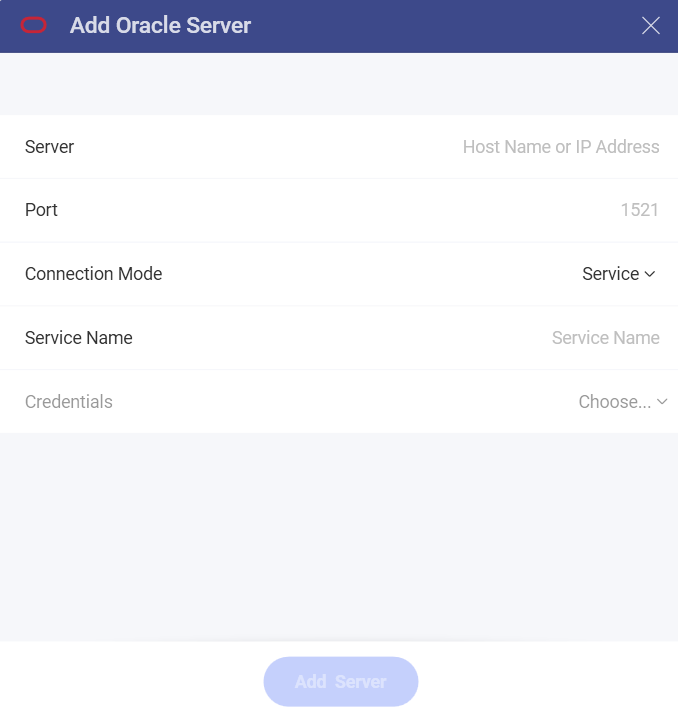 Add Oracle Server
Server Host Name or IP Address
Port 1521
Connection Mode Service
Service Name Service Name
Credentials Choose...
Add Server